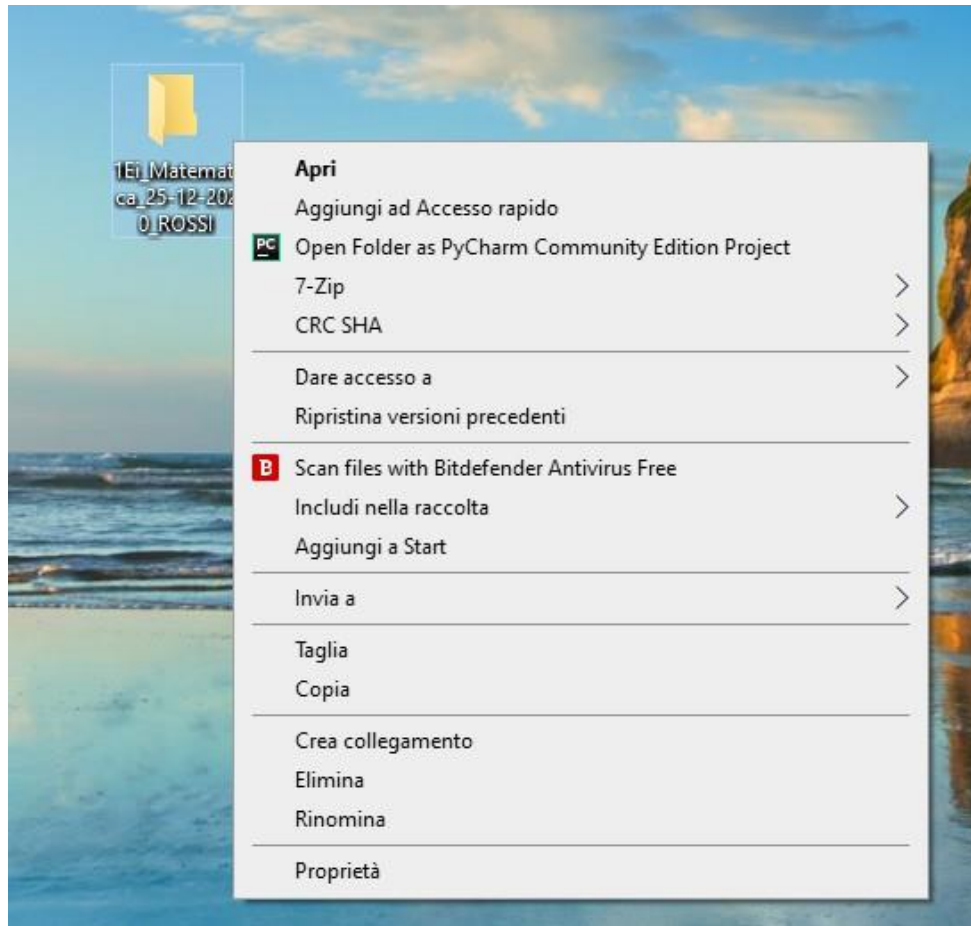 1Ei_Matemati
ca_25-12-202
0_ROSSI
Apri
Aggiungi ad Accesso rapido
PC Open Folder as PyCharm Community Edition Project
7-Zip
CRC SHA
Dare accesso a
Ripristina versioni precedenti
B Scan files with Bitdefender Antivirus Free
Includi nella raccolta
Aggiungi a Start
Invia a
Taglia
Copia
Crea collegamento
Elimina
Rinomina
Proprietà